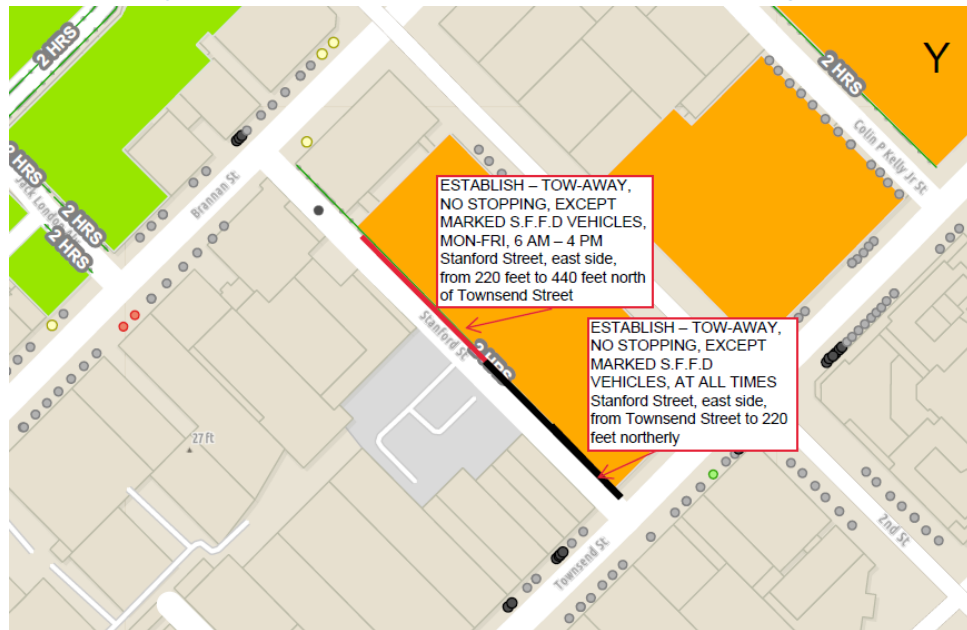 2 HRS
Y
2 HRS
Colin P Kelly Jr St
Brannan St
2 HRS
Jack London
2 HRS
2 HRS
ESTABLISH – TOW-AWAY,
NO STOPPING, EXCEPT
MARKED S.F.F.D VEHICLES,
MON-FRI, 6 AM – 4 PM
Stanford Street, east side,
from 220 feet to 440 feet north
of Townsend Street
Stanford St
2 HRS
ESTABLISH – TOW-AWAY,
NO STOPPING, EXCEPT
MARKED S.F.F.D
VEHICLES, AT ALL TIMES
Stanford Street, east side,
from Townsend Street to 220
feet northerly
27 ft
2nd St
Townsend St